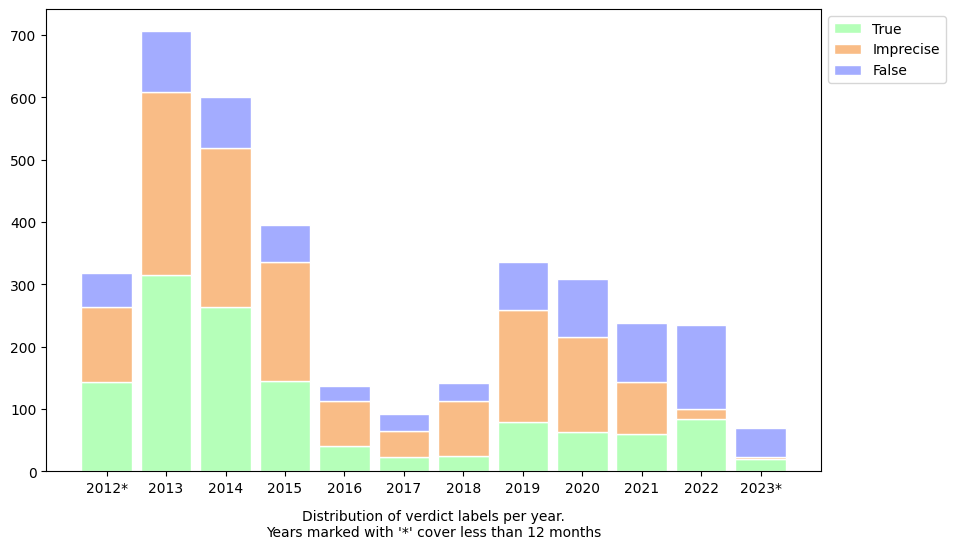 700
600
500
400
300
200
100
0
True
Imprecise
False
2012* 2013 2014 2015 2016 2017 2018 2019 2020 2021 2022 2023*
Distribution of verdict labels per year.
Years marked with '*' cover less than 12 months